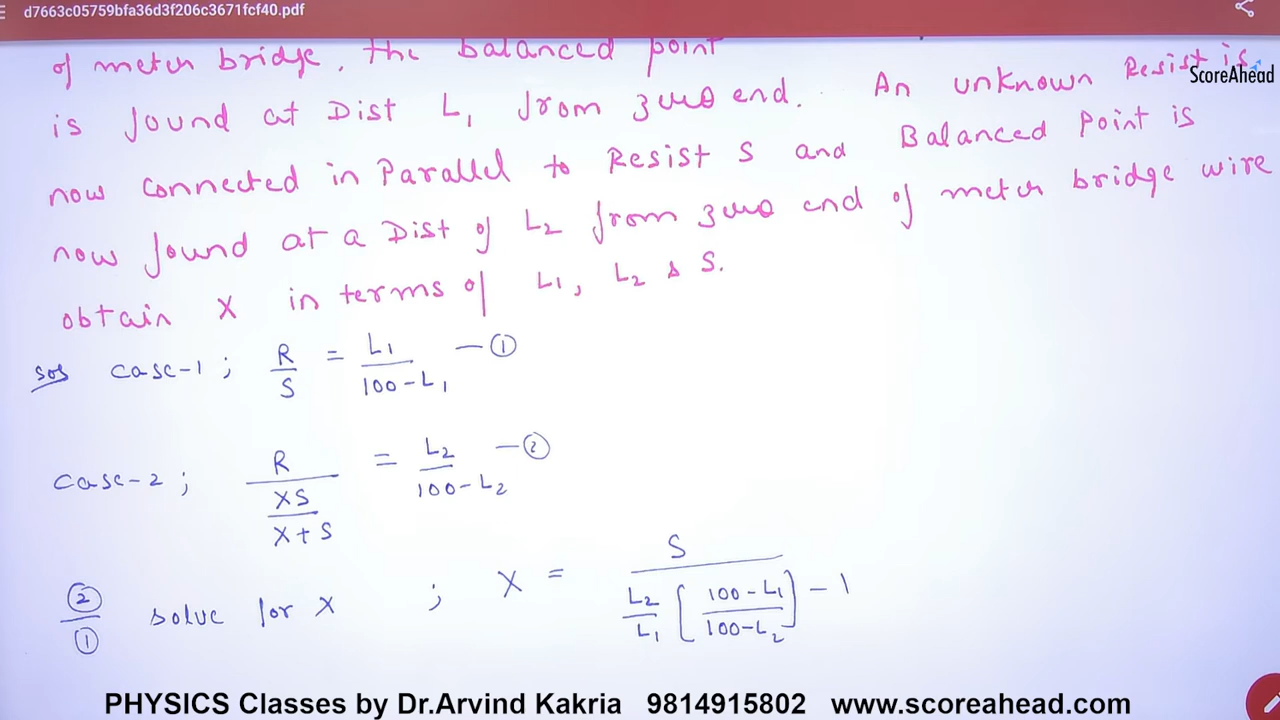 d7663c05759bfa36d3f206c3671fcf40.pdf
of meter bridge, the balanced point
ScoreAhead
is found at Dist L₁ from zero end. An unknown Resist is
now connected in Parallel to Resist S and Balanced Point is
now found at a Dist of L₂ from zero end of meter bridge wire
obtain X in terms of L₁, L₂ & S.
Sol Case-1 ; R/S = L₁/(100-L₁) — ①
Case-2 ; R/(XS/(X+S)) = L₂/(100-L₂) — ②
②/① solve for X ; X = S/(L₂/L₁ [(100-L₁)/(100-L₂)] - 1
PHYSICS Classes by Dr.Arvind Kakria 9814915802 www.scoreahead.com